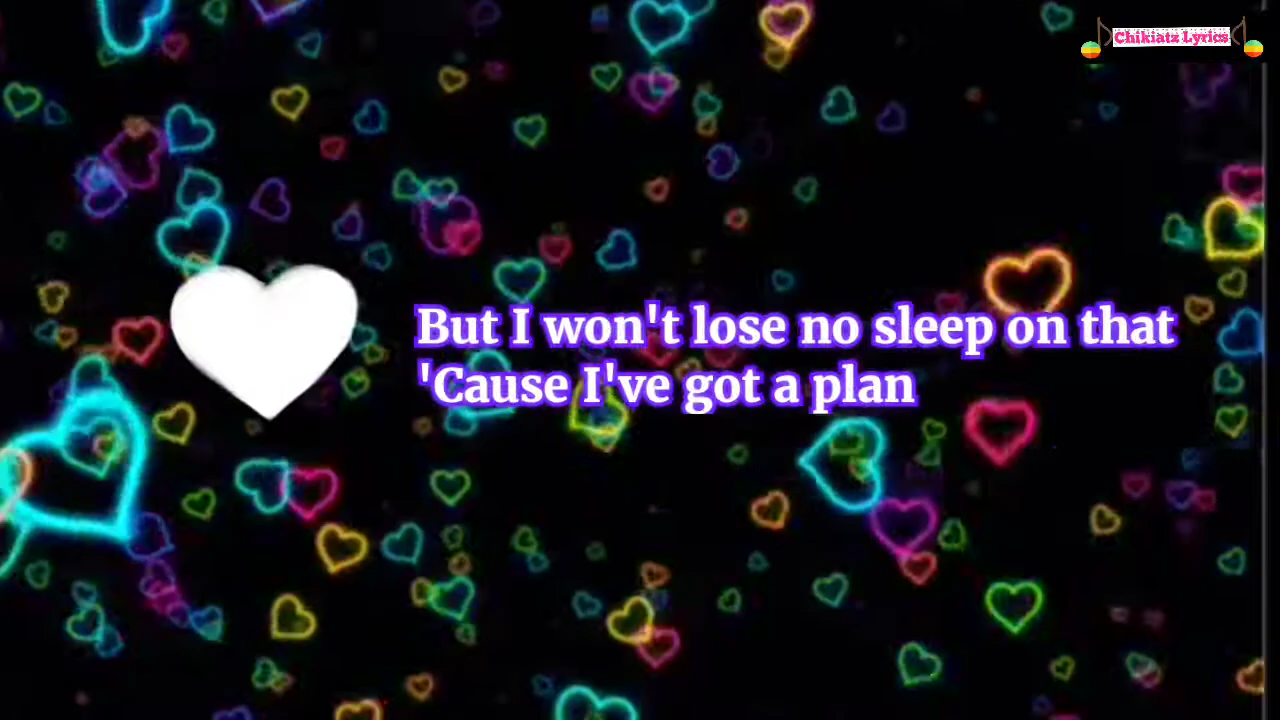 Chikiatz Lyrics
But I won't lose no sleep on that
'Cause I've got a plan